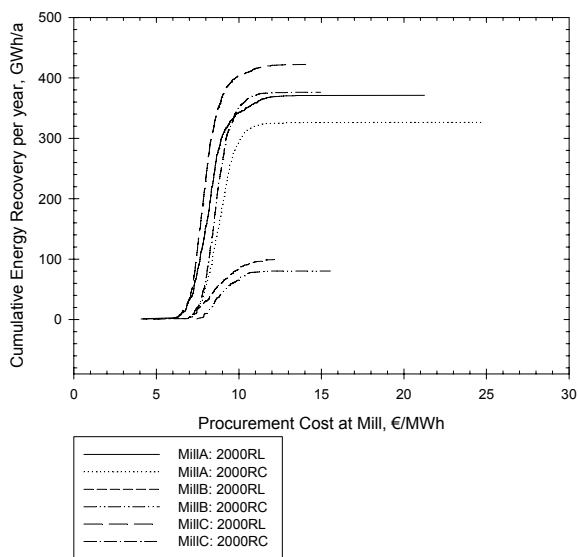 500
400
300
200
100
0
Cumulative Energy Recovery per year, GWh/a
0 5 10 15 20 25 30
Procurement Cost at Mill, €/MWh
MillA: 2000RL
MillA: 2000RC
MillB: 2000RL
MillB: 2000RC
MillC: 2000RL
MillC: 2000RC